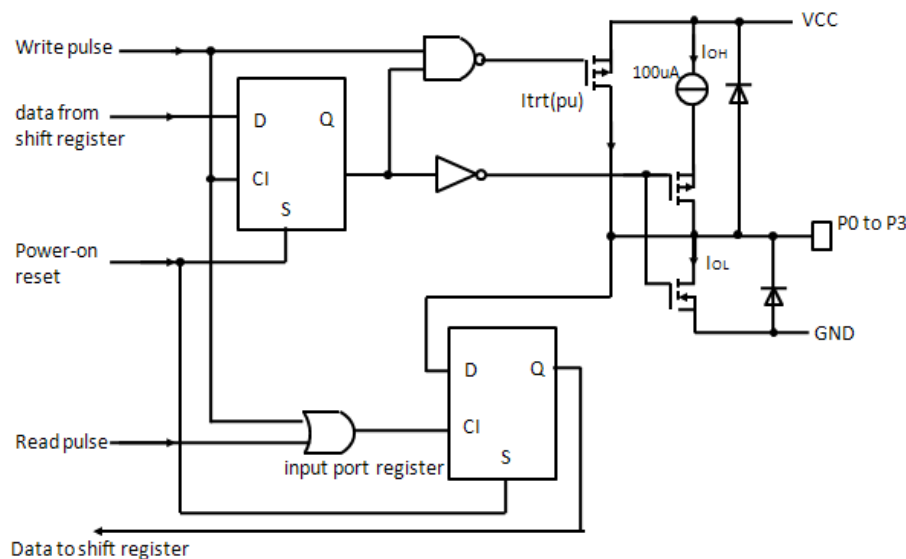 VCC
Write pulse
IOH
100uA
Itrt(pu)
data from
shift register
D
Q
CI
S
P0 to P3
Power-on
reset
IOL
GND
D
Q
CI
Read pulse
input port register
S
Data to shift register